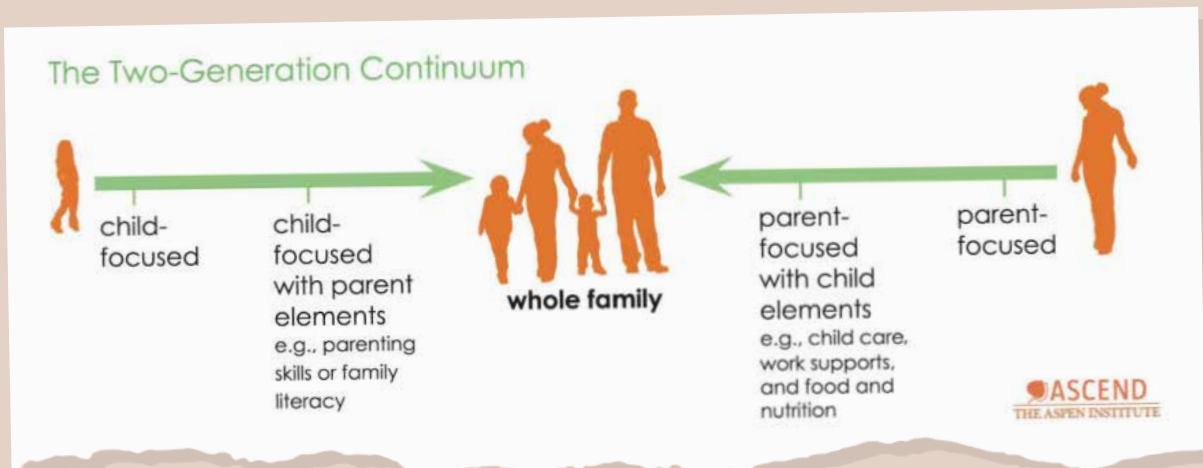 The Two-Generation Continuum
child-
focused
child-
focused
with parent
elements
e.g., parenting
skills or family
literacy
whole family
parent-
focused
with child
elements
e.g., child care,
work supports,
and food and
nutrition
parent-
focused
ASCEND
THE ASPEN INSTITUTE